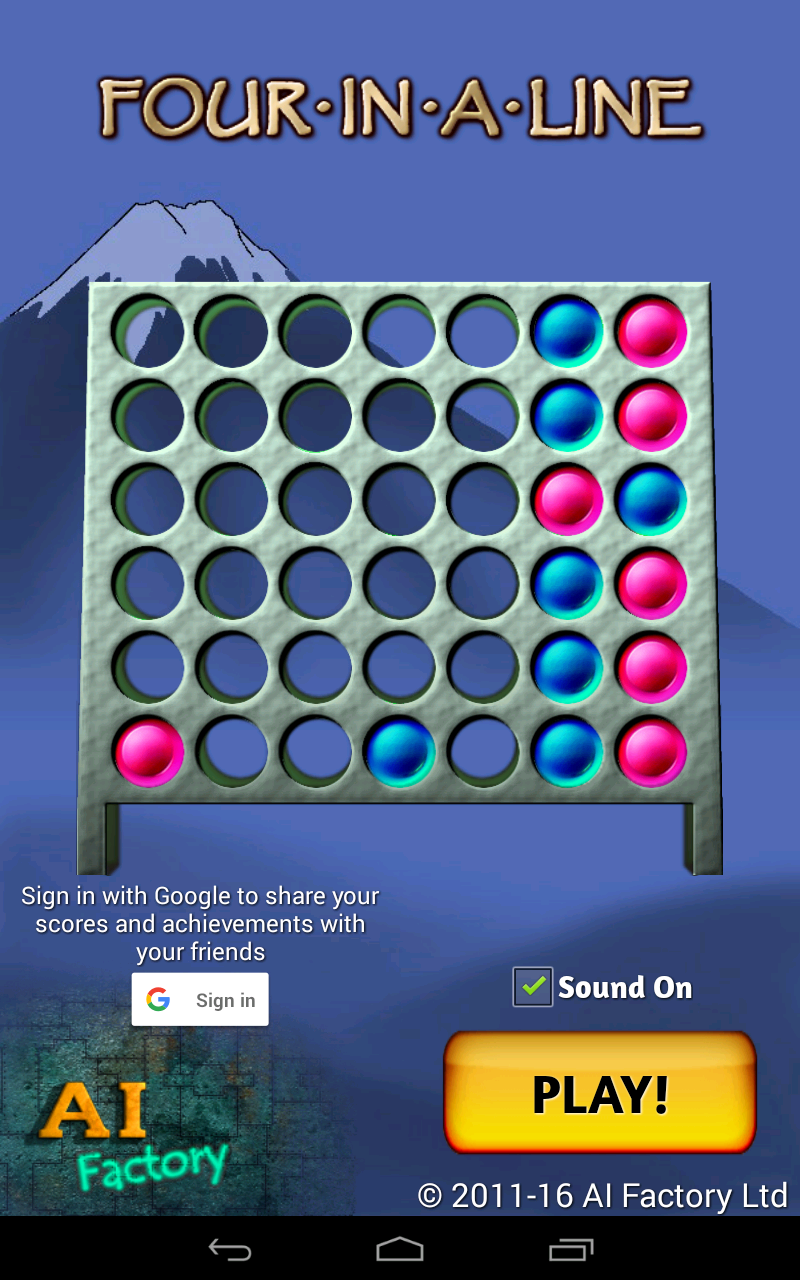 FOUR·IN·A·LINE
Sign in with Google to share your
scores and achievements with
your friends
Sign in
Sound On
PLAY!
AI
Factory
© 2011-16 AI Factory Ltd